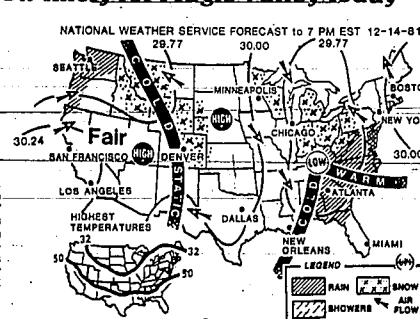 NATIONAL WEATHER SERVICE FORECAST to 7 PM EST 12-14-81
29.77
30.00
29.77
SEATTLE
COLD
MINNEAPOLIS
BOSTON
NEW YORK
HIGH
CHICAGO
30.24
Fair
SAN FRANCISCO
HIGH
DENVER
30.00
LOW
WARM
LOS ANGELES
STATIC
COLD
ATLANTA
HIGHEST
TEMPERATURES
DALLAS
32
32
50
50
NEW
ORLEANS
MIAMI
LEGEND
RAIN
SNOW
SHOWERS
AIR
FLOW